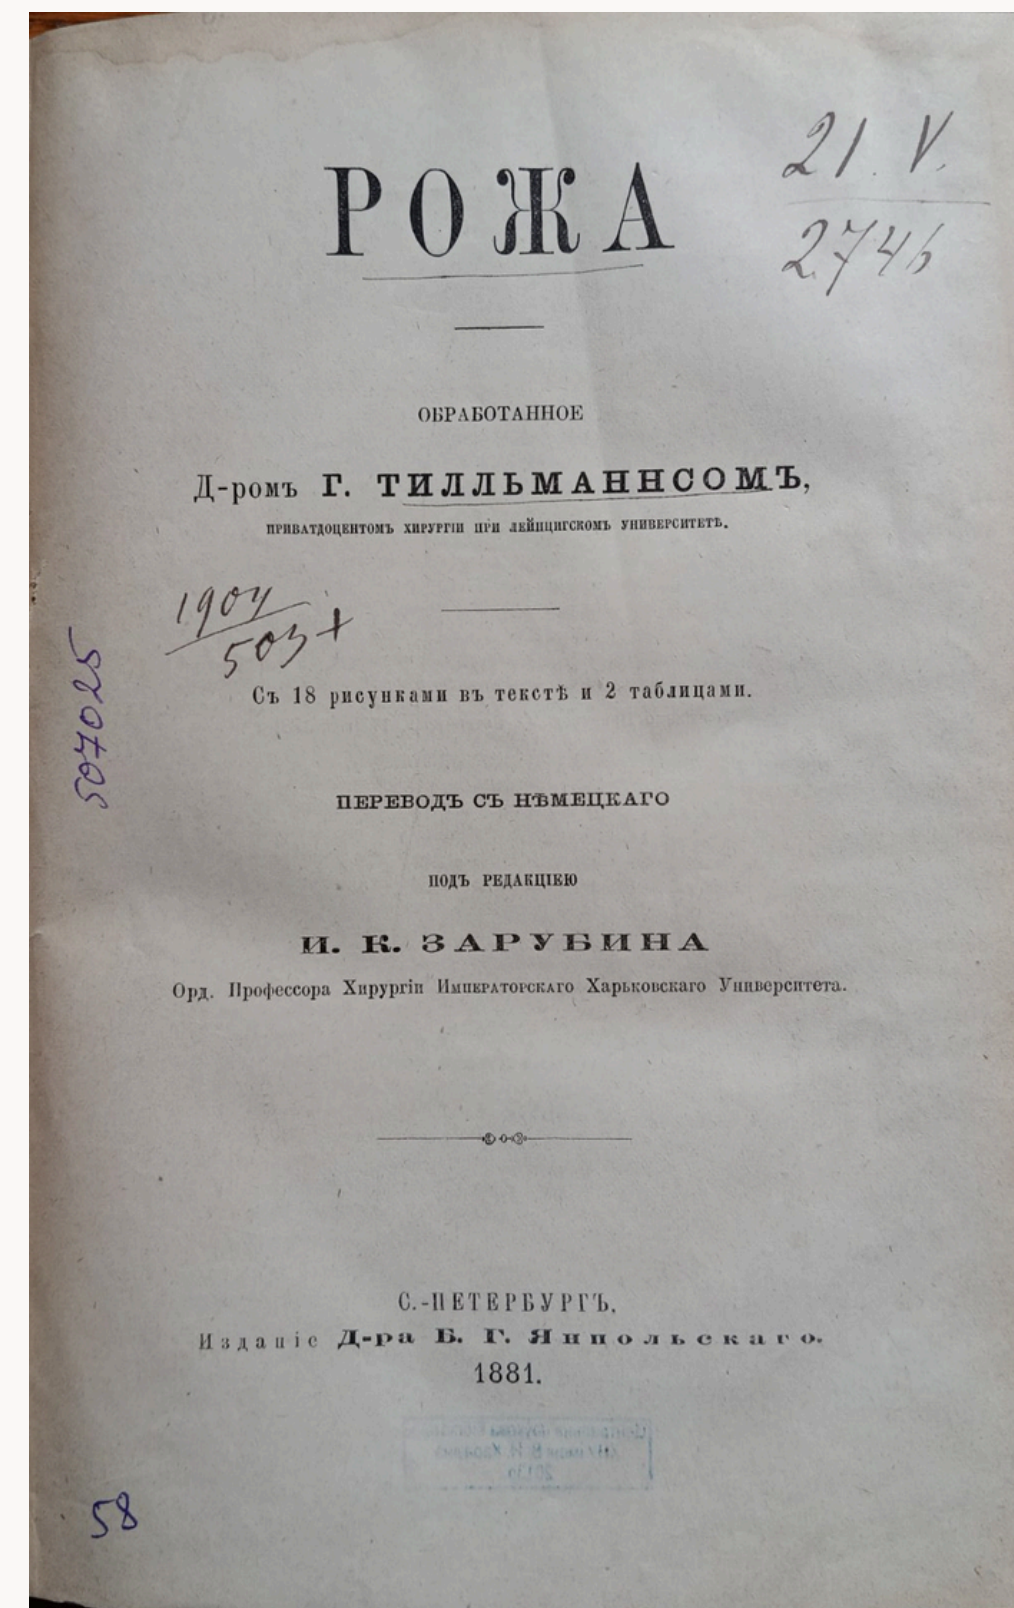 21. V.
2746
РОЖА
ОБРАБОТАННОЕ
Д-ромъ Г. ТИЛЛЬМАННСОМЪ,
ПРИВАТДОЦЕНТОМЪ ХИРУРГІИ ПРИ ЛЕЙПЦИГСКОМЪ УНИВЕРСИТЕТѢ.
1904
503+
507025
Съ 18 рисунками въ текстѣ и 2 таблицами.
ПЕРЕВОДЪ СЪ НѢМЕЦКАГО
ПОДЪ РЕДАКЦІЕЮ
И. К. ЗАРУБИНА
Орд. Профессора Хирургіи ИМПЕРАТОРСКАГО Харьковскаго Университета.
С.-ПЕТЕРБУРГЪ.
Изданіе Д-ра Б. Г. Янпольскаго.
1881.
58